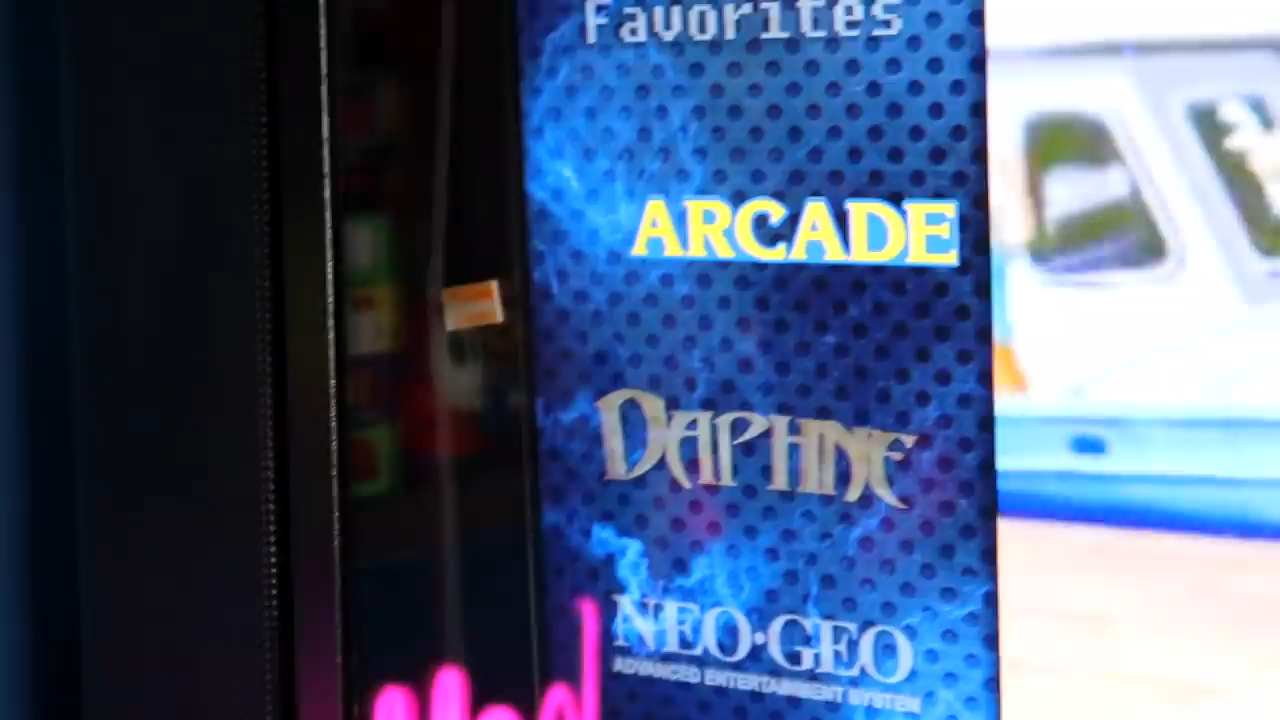 Favorites
ARCADE
DAPHNE
NEO·GEO
ADVANCED ENTERTAINMENT SYSTEM